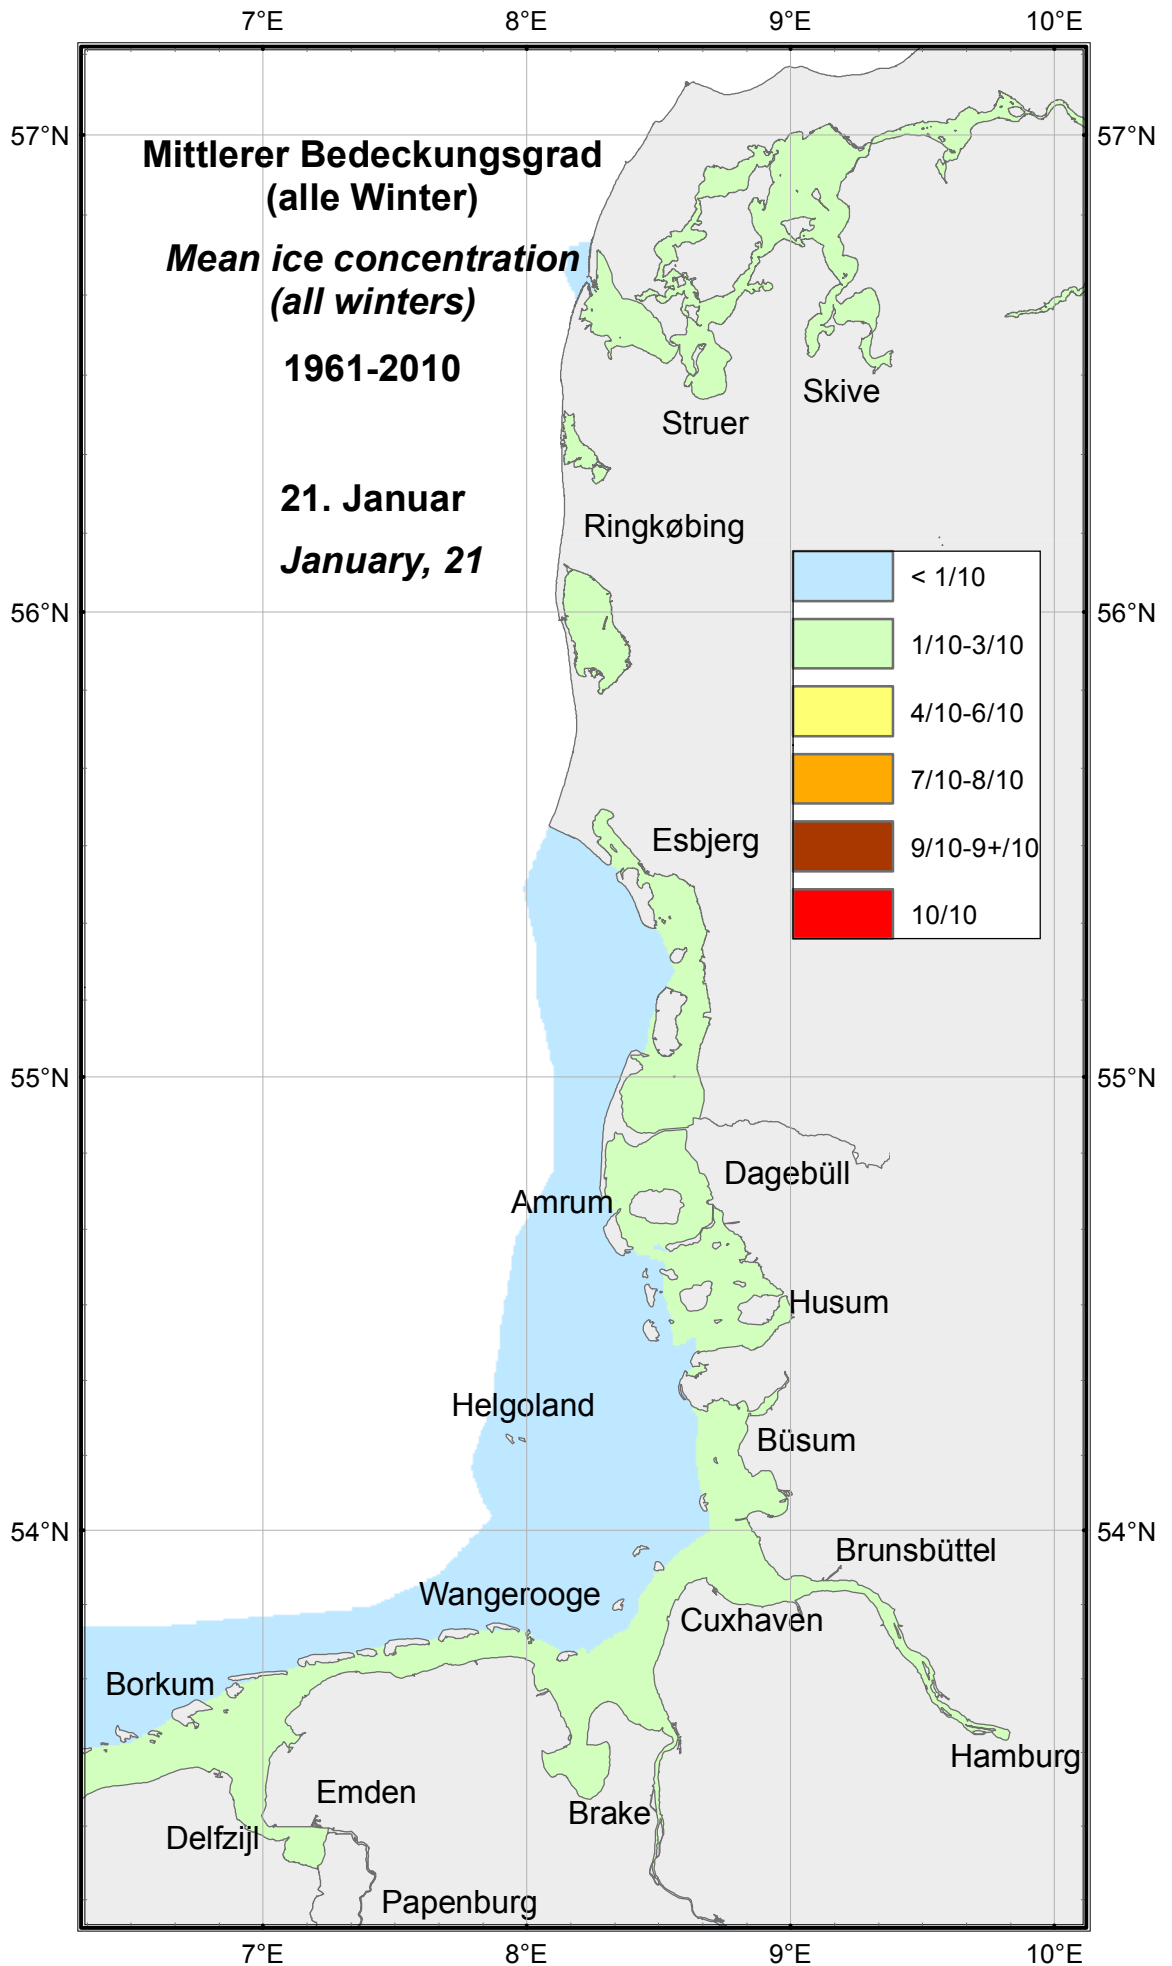 7°E 8°E 9°E 10°E
57°N 57°N
Mittlerer Bedeckungsgrad
(alle Winter)
Mean ice concentration
(all winters)
1961-2010
Skive
Struer
21. Januar
Ringkøbing
January, 21
< 1/10
56°N 56°N
1/10-3/10
4/10-6/10
7/10-8/10
Esbjerg
9/10-9+/10
10/10
55°N 55°N
Dagebüll
Amrum
Husum
Helgoland
Büsum
54°N 54°N
Brunsbüttel
Wangerooge
Cuxhaven
Borkum
Hamburg
Emden
Brake
Delfzijl
Papenburg
7°E 8°E 9°E 10°E